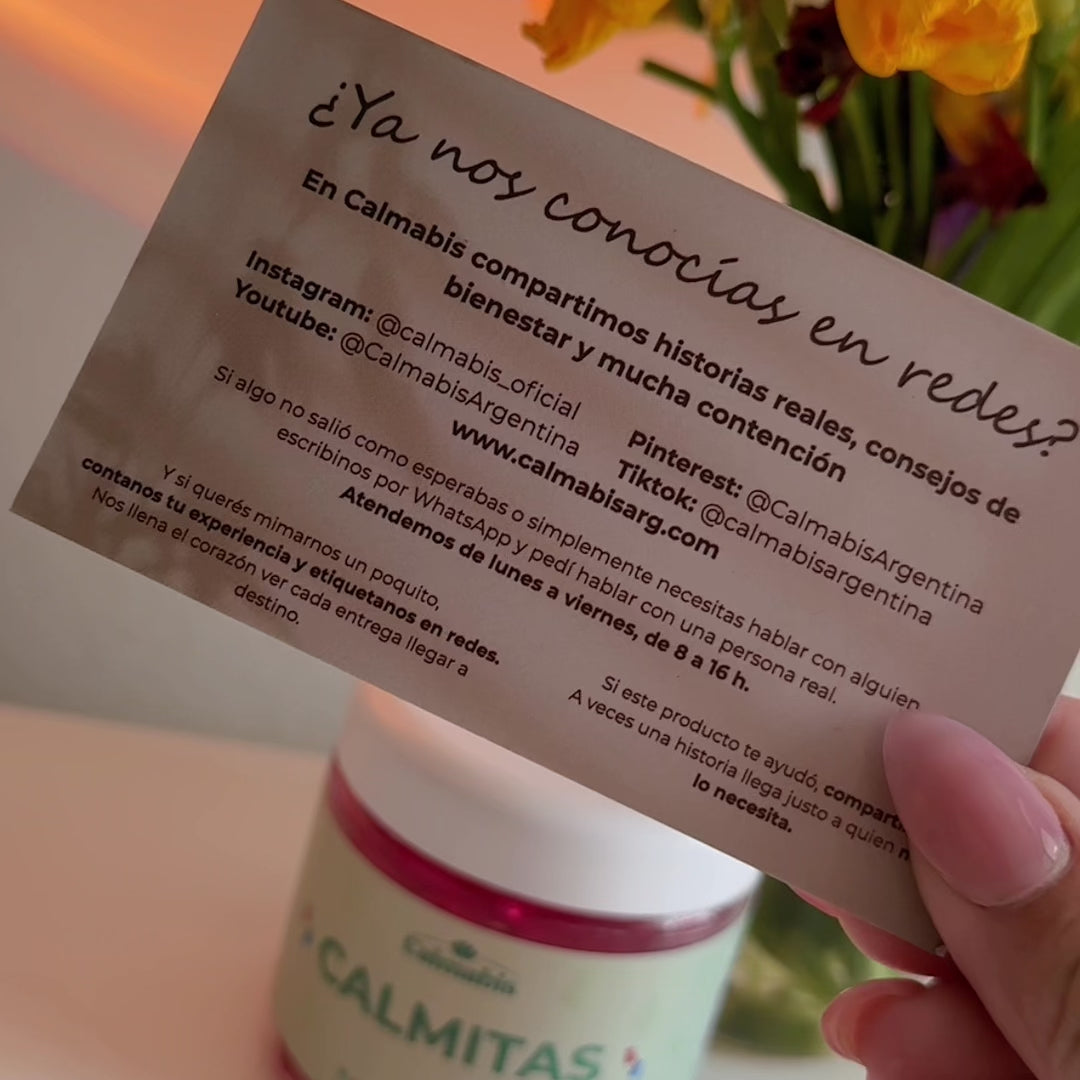 ¿Ya nos conocías en redes?
En Calmabis compartimos historias reales, consejos de
bienestar y mucha contención
Instagram: @calmabis_oficial
Youtube: @CalmabisArgentina
Pinterest: @CalmabisArgentina
Tiktok: @calmabisargentina
www.calmabisarg.com
Si algo no salió como esperabas o simplemente necesitas hablar con alguien
escribinos por WhatsApp y pedí hablar con una persona real.
Atendemos de lunes a viernes, de 8 a 16 h.
Y si querés mimarnos un poquito,
contanos tu experiencia y etiquetanos en redes.
Nos llena el corazón ver cada entrega llegar a
destino.
Si este producto te ayudó,
A veces una historia llega justo a quien
lo necesita.
Calmabis
CALMITAS